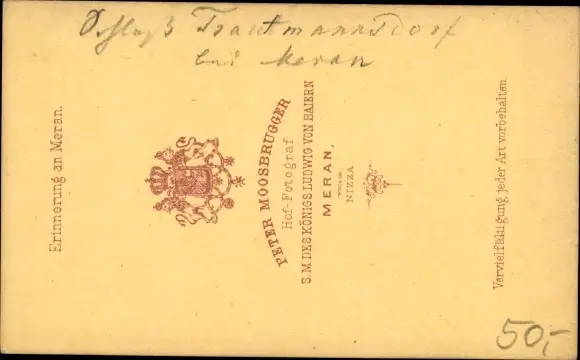 Schloß Trautmannsdorf
bei Meran
Erinnerung an Meran.
PETER MOOSBRUGGER
Hof-Fotograf
S.M. DES KÖNIGS LUDWIG VON BAIERN
MERAN,
NIZZA.
Vervielfältigung jeder Art vorbehalten.
50,-